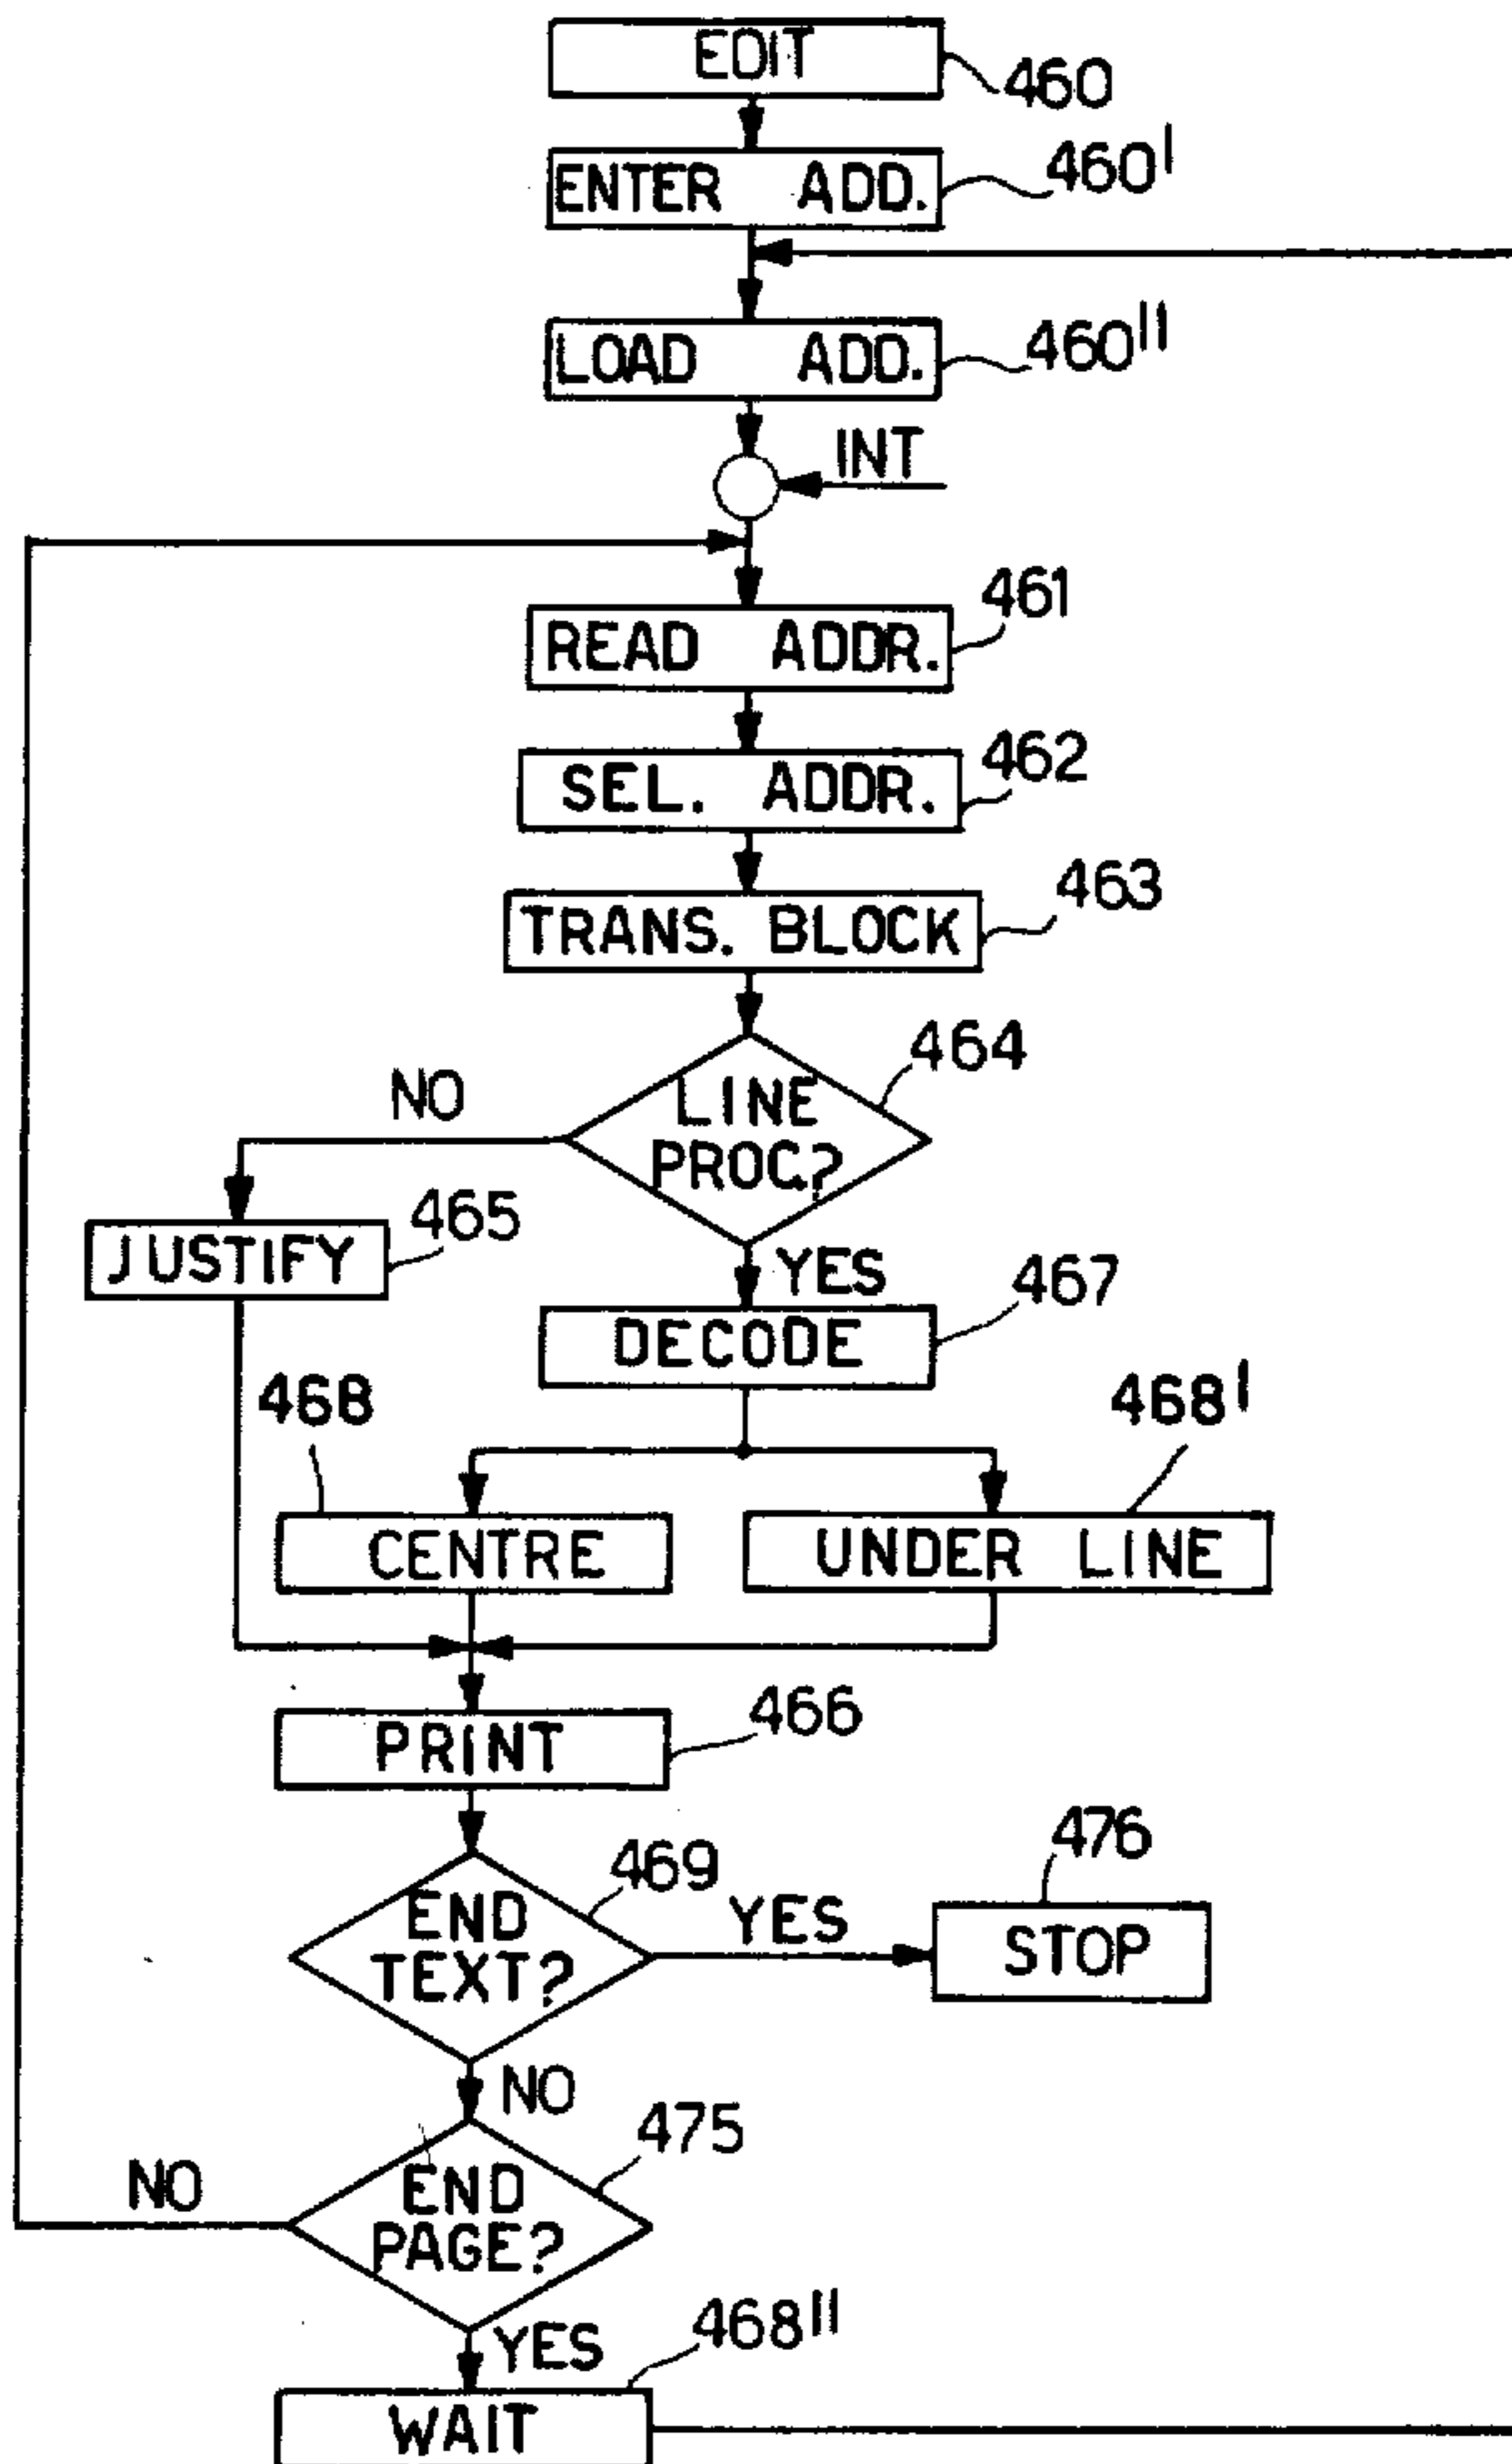 EDIT
460
ENTER ADD.
460'
LOAD ADD.
460''
INT
READ ADDR.
461
SEL. ADDR.
462
TRANS. BLOCK
463
LINE
PROC?
464
NO
JUSTIFY
465
YES
DECODE
467
468
468'
CENTRE
UNDER LINE
PRINT
466
END
TEXT?
469
YES
476
STOP
NO
END
PAGE?
475
NO
YES
468''
WAIT